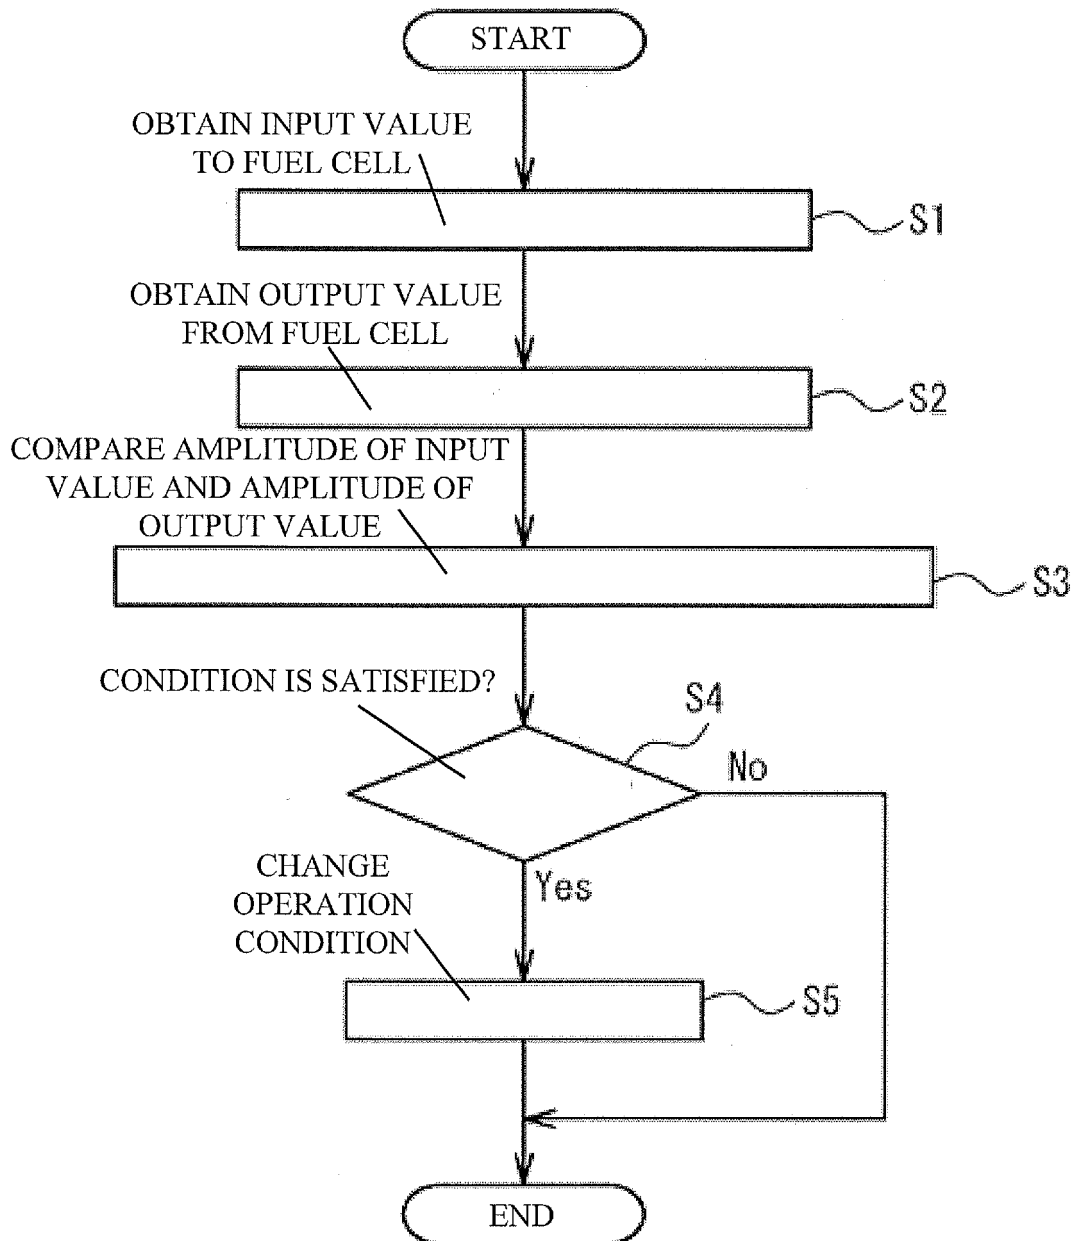 START
OBTAIN INPUT VALUE
TO FUEL CELL
S1
OBTAIN OUTPUT VALUE
FROM FUEL CELL
S2
COMPARE AMPLITUDE OF INPUT
VALUE AND AMPLITUDE OF
OUTPUT VALUE
S3
CONDITION IS SATISFIED?
S4
No
Yes
CHANGE
OPERATION
CONDITION
S5
END